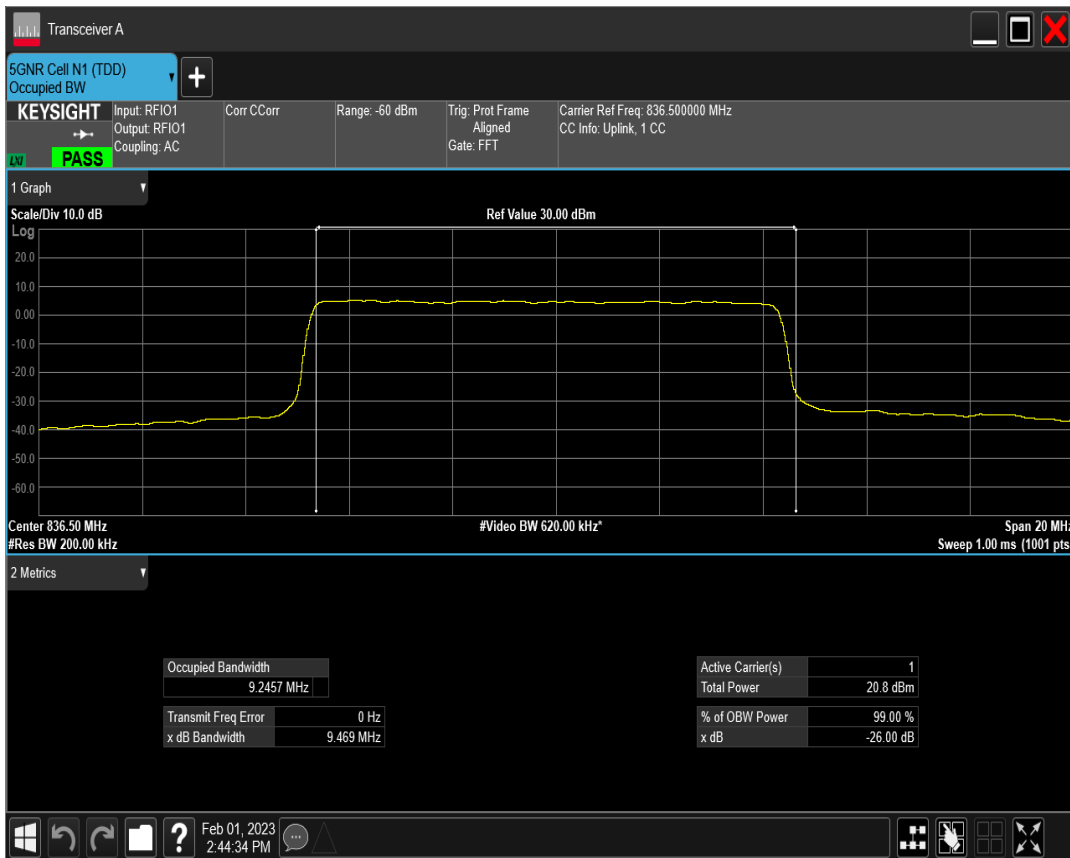 Transceiver A
5GNR Cell N1 (TDD)
Occupied BW
+
KEYSIGHT
LXI
PASS
Input: RFIO1
Output: RFIO1
Coupling: AC
Corr CCorr
Range: -60 dBm
Trig: Prot Frame
Aligned
Gate: FFT
Carrier Ref Freq: 836.500000 MHz
CC Info: Uplink, 1 CC
1 Graph
Scale/Div 10.0 dB
Ref Value 30.00 dBm
Log
20.0
10.0
0.00
-10.0
-20.0
-30.0
-40.0
-50.0
-60.0
Center 836.50 MHz
#Video BW 620.00 kHz*
Span 20 MHz
#Res BW 200.00 kHz
Sweep 1.00 ms (1001 pts
2 Metrics
Occupied Bandwidth
9.2457 MHz
Transmit Freq Error 0 Hz
x dB Bandwidth 9.469 MHz
Active Carrier(s) 1
Total Power 20.8 dBm
% of OBW Power 99.00 %
x dB -26.00 dB
?
Feb 01, 2023
2:44:34 PM